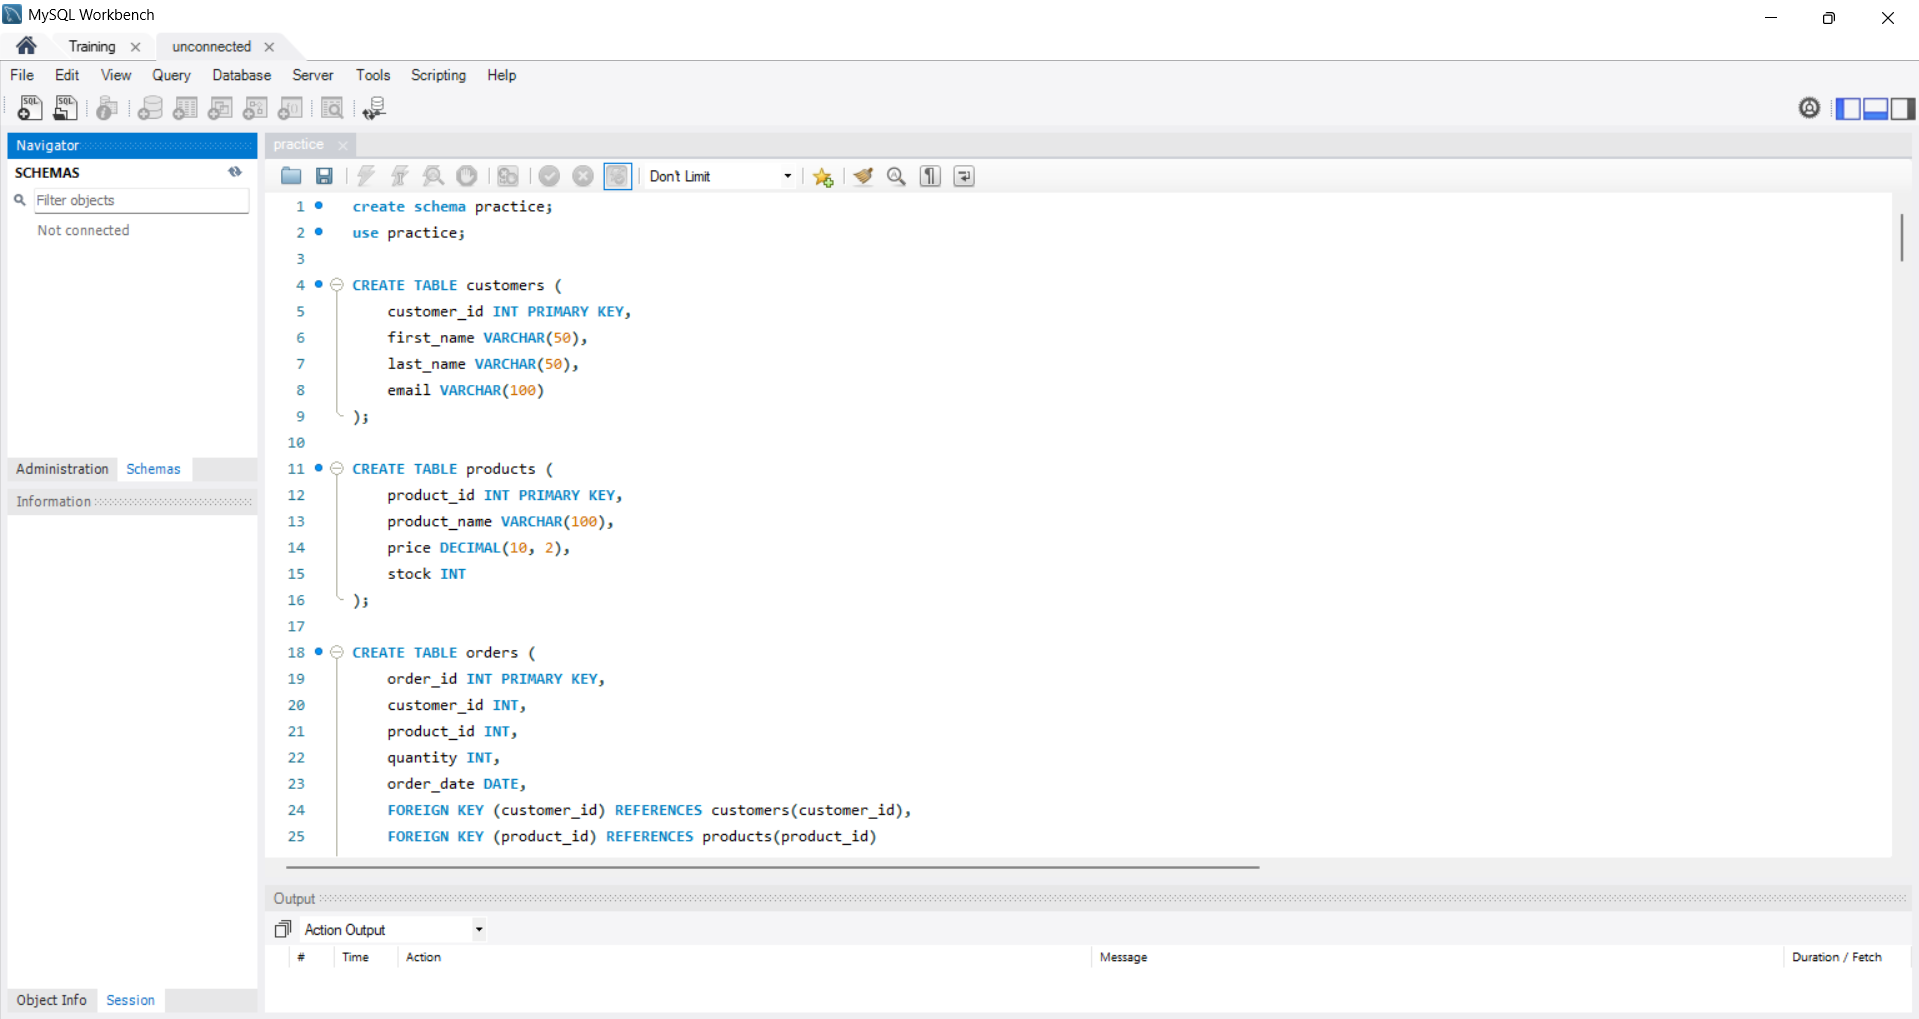 MySQL Workbench
Training unconnected
File Edit View Query Database Server Tools Scripting Help
Navigator
SCHEMAS
Filter objects
Not connected
Administration Schemas
Information
Object Info Session
practice
Don't Limit
1 create schema practice;
2 use practice;
3
4 CREATE TABLE customers (
5 customer_id INT PRIMARY KEY,
6 first_name VARCHAR(50),
7 last_name VARCHAR(50),
8 email VARCHAR(100)
9 );
10
11 CREATE TABLE products (
12 product_id INT PRIMARY KEY,
13 product_name VARCHAR(100),
14 price DECIMAL(10, 2),
15 stock INT
16 );
17
18 CREATE TABLE orders (
19 order_id INT PRIMARY KEY,
20 customer_id INT,
21 product_id INT,
22 quantity INT,
23 order_date DATE,
24 FOREIGN KEY (customer_id) REFERENCES customers(customer_id),
25 FOREIGN KEY (product_id) REFERENCES products(product_id)
Output
Action Output
# Time Action Message Duration / Fetch